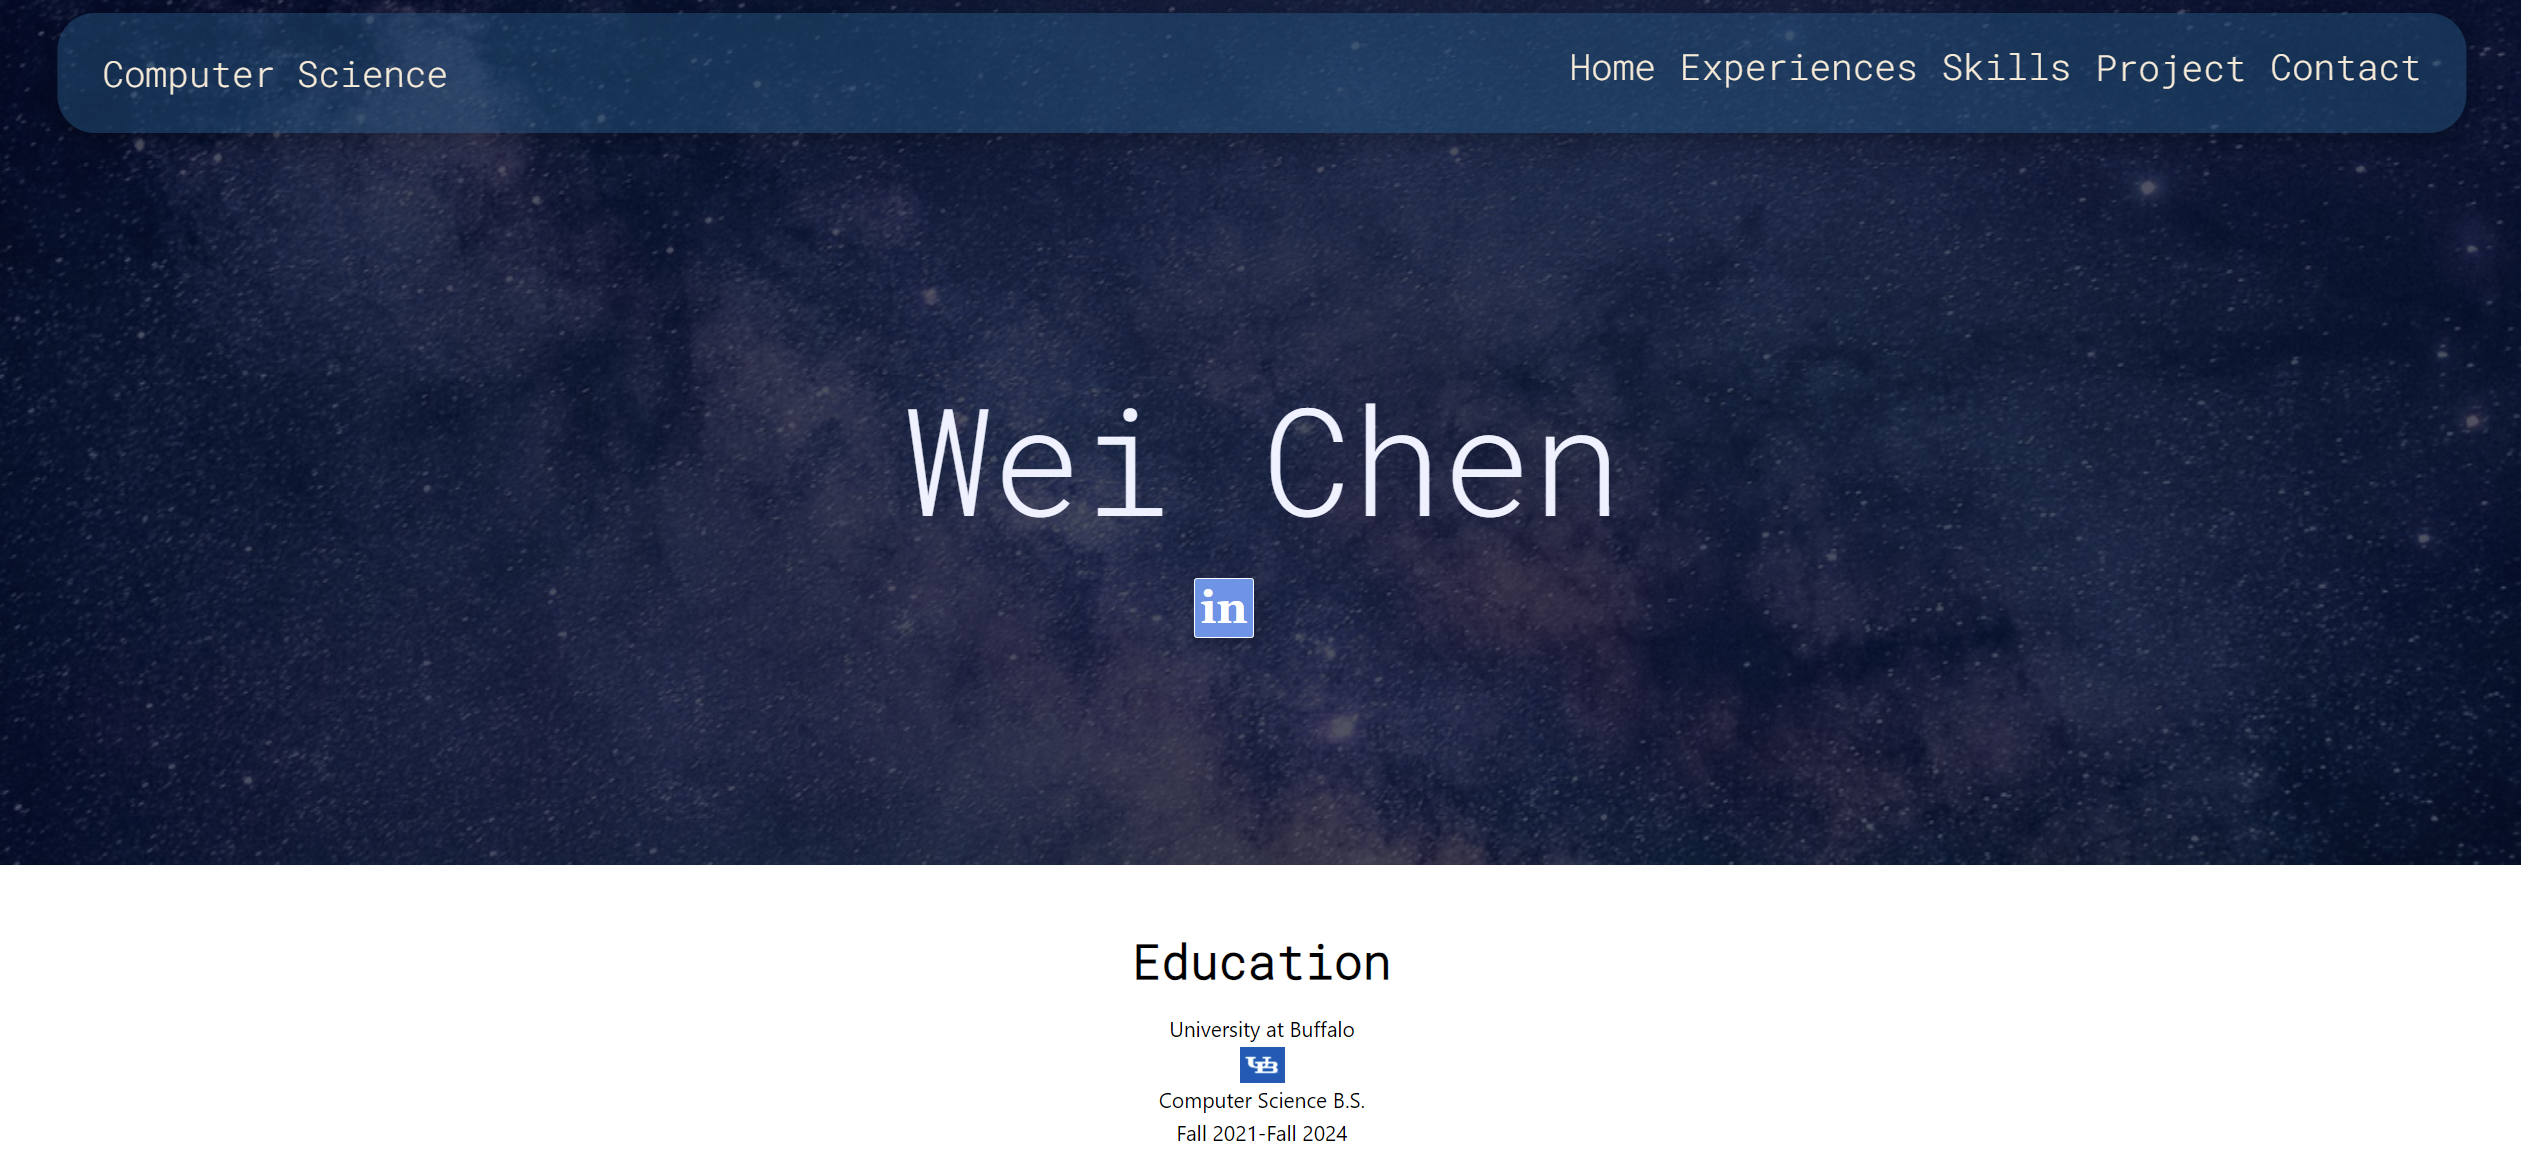 Computer Science
Home Experiences Skills Project Contact
Wei Chen
in
Education
University at Buffalo
UB
Computer Science B.S.
Fall 2021-Fall 2024